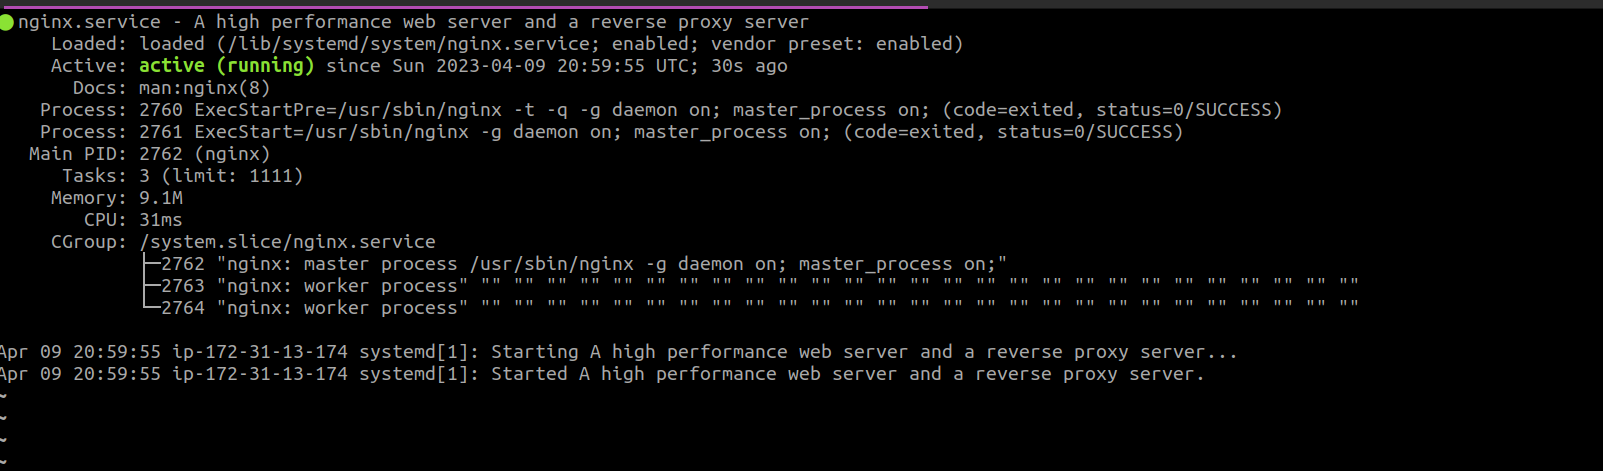 ●nginx.service - A high performance web server and a reverse proxy server
Loaded: loaded (/lib/systemd/system/nginx.service; enabled; vendor preset: enabled)
Active: active (running) since Sun 2023-04-09 20:59:55 UTC; 30s ago
Docs: man:nginx(8)
Process: 2760 ExecStartPre=/usr/sbin/nginx -t -q -g daemon on; master_process on; (code=exited, status=0/SUCCESS)
Process: 2761 ExecStart=/usr/sbin/nginx -g daemon on; master_process on; (code=exited, status=0/SUCCESS)
Main PID: 2762 (nginx)
Tasks: 3 (limit: 1111)
Memory: 9.1M
CPU: 31ms
CGroup: /system.slice/nginx.service
├─2762 "nginx: master process /usr/sbin/nginx -g daemon on; master_process on;"
├─2763 "nginx: worker process" "" "" "" "" "" "" "" "" "" "" "" "" "" "" "" "" "" "" "" "" "" "" "" "" "" "" ""
└─2764 "nginx: worker process" "" "" "" "" "" "" "" "" "" "" "" "" "" "" "" "" "" "" "" "" "" "" "" "" "" "" ""
Apr 09 20:59:55 ip-172-31-13-174 systemd[1]: Starting A high performance web server and a reverse proxy server...
Apr 09 20:59:55 ip-172-31-13-174 systemd[1]: Started A high performance web server and a reverse proxy server.
~
~
~
~